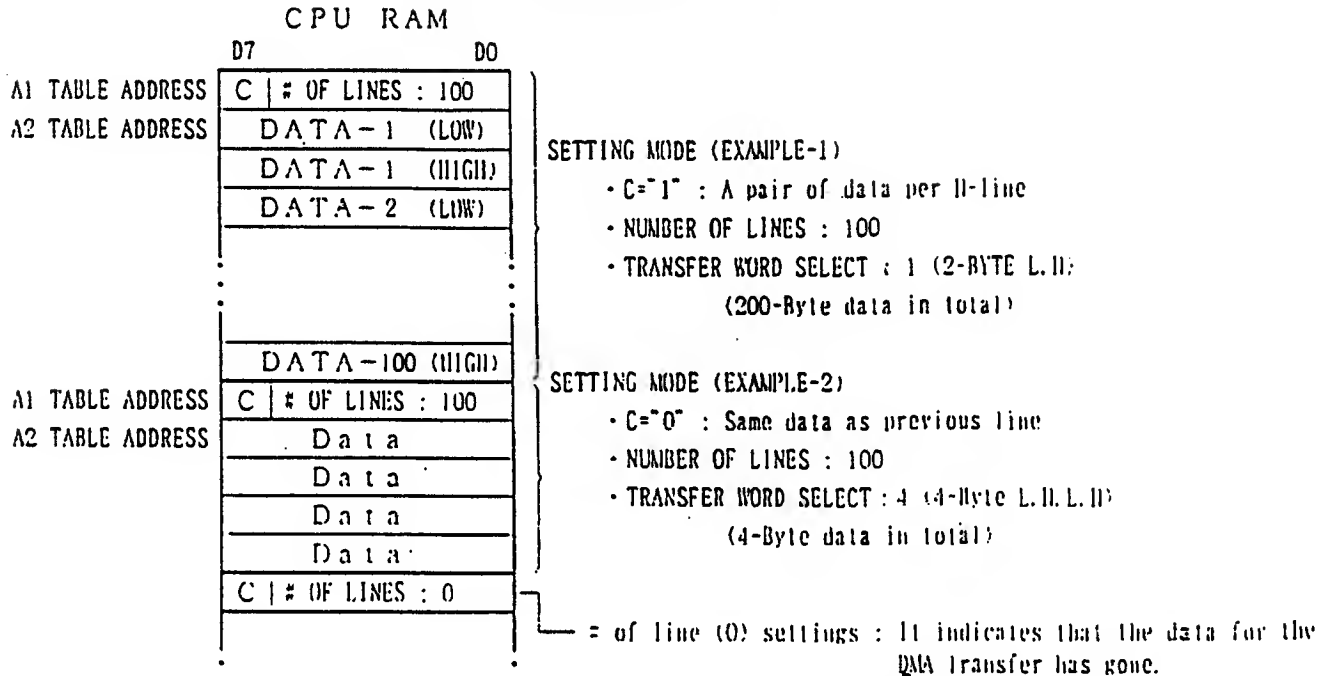 CPU RAM
D7 D0
A1 TABLE ADDRESS C | # OF LINES : 100
A2 TABLE ADDRESS DATA-1 (LOW)
DATA-1 (HIGH)
DATA-2 (LOW)
SETTING MODE (EXAMPLE-1)
・C="1" : A pair of data per H-line
・NUMBER OF LINES : 100
・TRANSFER WORD SELECT : 1 (2-BYTE L.H)
(200-Byte data in total)
DATA-100 (HIGH)
A1 TABLE ADDRESS C | # OF LINES : 100
A2 TABLE ADDRESS Data
Data
Data
Data
C | # OF LINES : 0
SETTING MODE (EXAMPLE-2)
・C="0" : Same data as previous line
・NUMBER OF LINES : 100
・TRANSFER WORD SELECT : 4 (4-Byte L.H.L.H)
(4-Byte data in total)
# of line (0) settings : It indicates that the data for the
DMA Transfer has gone.